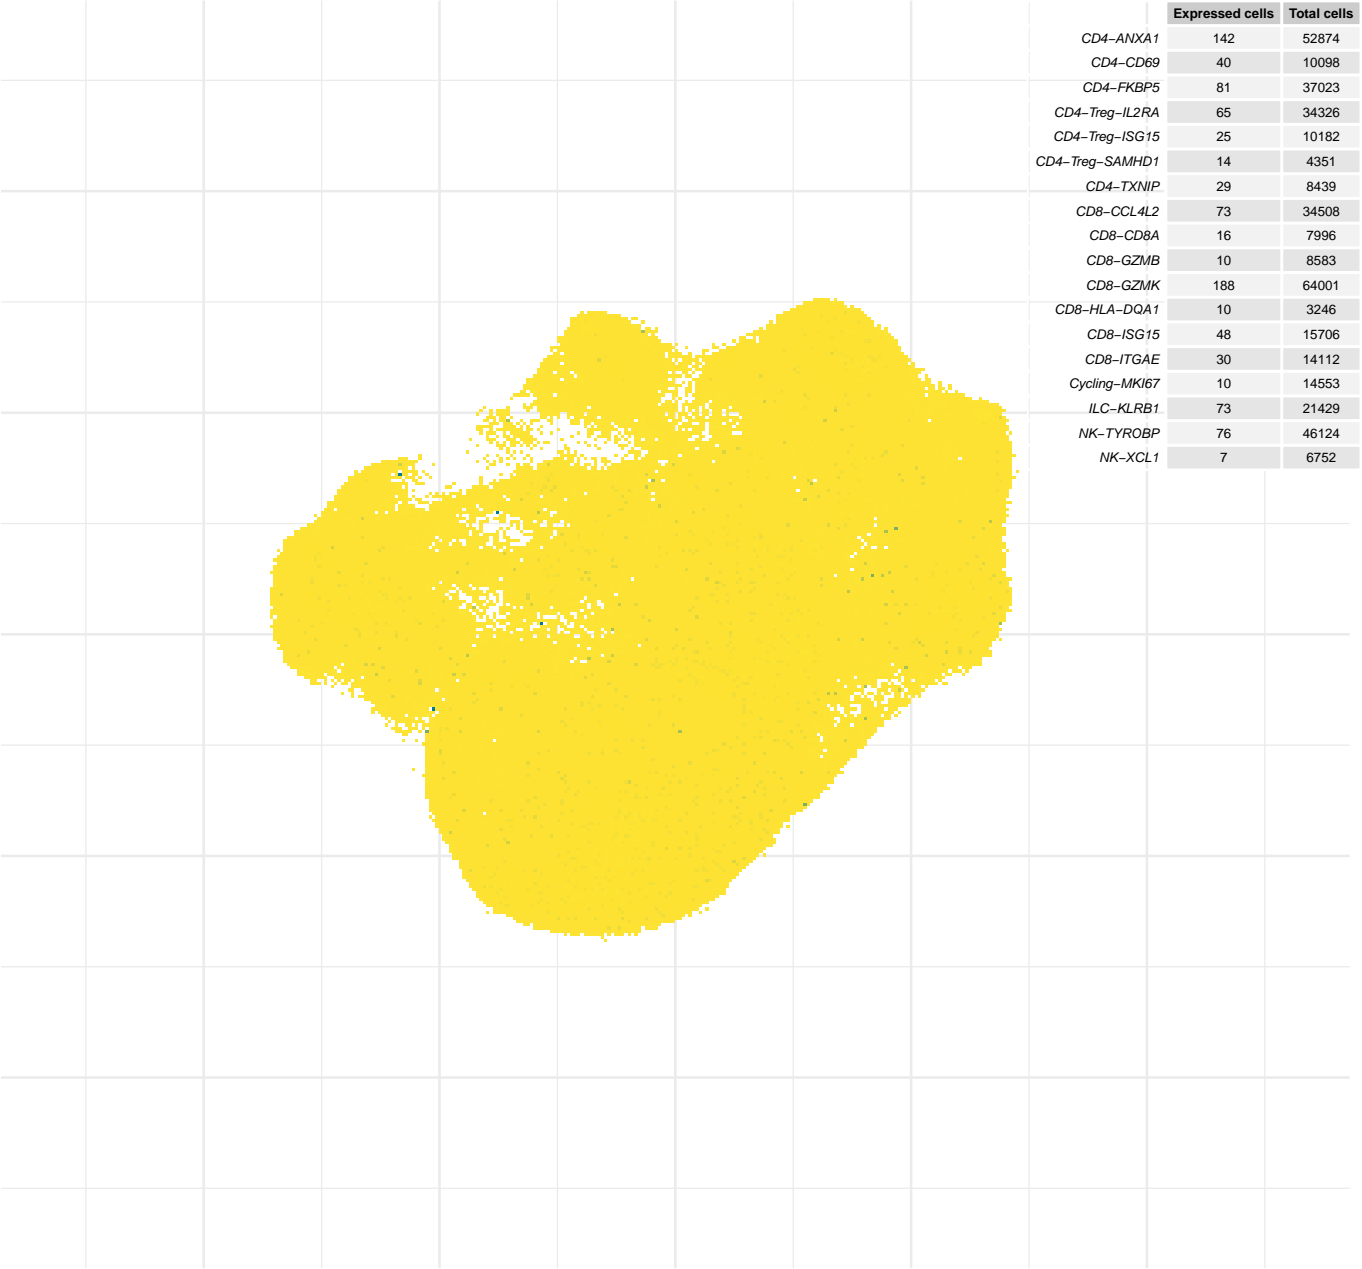 Expressed cells Total cells
CD4−ANXA1 142 52874
CD4−CD69 40 10098
CD4−FKBP5 81 37023
CD4−Treg−IL2RA 65 34326
CD4−Treg−ISG15 25 10182
CD4−Treg−SAMHD1 14 4351
CD4−TXNIP 29 8439
CD8−CCL4L2 73 34508
CD8−CD8A 16 7996
CD8−GZMB 10 8583
CD8−GZMK 188 64001
CD8−HLA−DQA1 10 3246
CD8−ISG15 48 15706
CD8−ITGAE 30 14112
Cycling−MKI67 10 14553
ILC−KLRB1 73 21429
NK−TYROBP 76 46124
NK−XCL1 7 6752